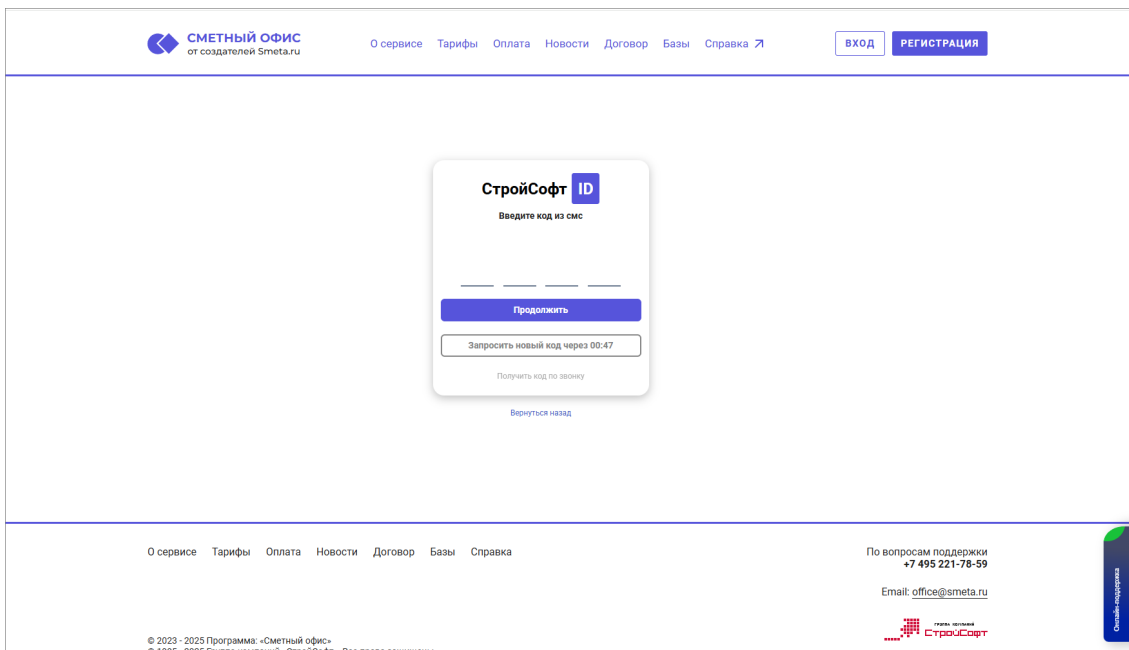 СМЕТНЫЙ ОФИС
от создателей Smeta.ru
О сервисе Тарифы Оплата Новости Договор Базы Справка
ВХОД РЕГИСТРАЦИЯ
СтройСофт ID
Введите код из смс
Продолжить
Запросить новый код через 00:47
Получить код по звонку
Вернуться назад
О сервисе Тарифы Оплата Новости Договор Базы Справка
По вопросам поддержки
+7 495 221-78-59
Email: office@smeta.ru
ГРУППА КОМПАНИЙ
СтройСофт
Онлайн-поддержка
© 2023 - 2025 Программа: «Сметный офис»